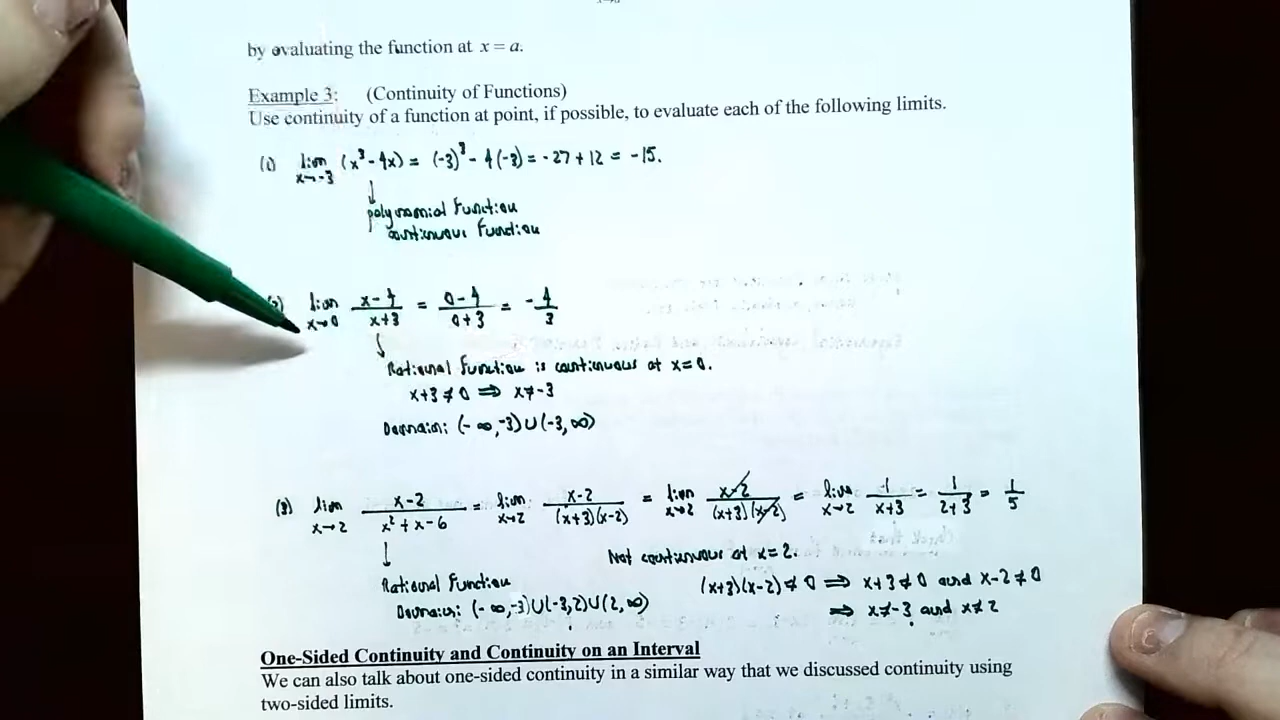 by evaluating the function at x = a.
Example 3: (Continuity of Functions)
Use continuity of a function at point, if possible, to evaluate each of the following limits.
(1) lim x→-3 (x³ - 4x) = (-3)³ - 4(-3) = -27 + 12 = -15.
polynomial Function
continuous Function
lim x→0 (x-4)/(x+3) = (0-4)/(0+3) = -4/3
Rational Function is continuous at x=0.
x+3 ≠ 0 ⟹ x ≠ -3
Domain: (-∞,-3)∪(-3,∞)
(3) lim x→2 (x-2)/(x²+x-6) = lim x→2 (x-2)/((x+3)(x-2)) = lim x→2 (x-2)/((x+3)(x-2)) = lim x→2 1/(x+3) = 1/(2+3) = 1/5
Not continuous at x=2.
Rational Function (x+3)(x-2) ≠ 0 ⟹ x+3 ≠ 0 and x-2 ≠ 0
Domain: (-∞,-3)∪(-3,2)∪(2,∞) ⟹ x ≠ -3 and x ≠ 2
One-Sided Continuity and Continuity on an Interval
We can also talk about one-sided continuity in a similar way that we discussed continuity using
two-sided limits.